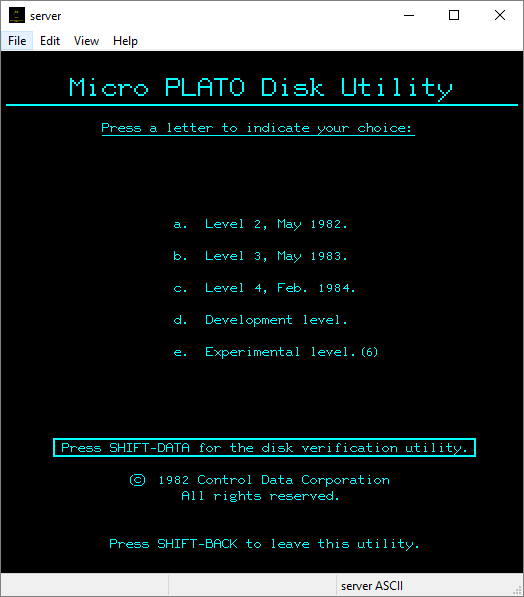 server
File Edit View Help
Micro PLATO Disk Utility
Press a letter to indicate your choice:
a. Level 2, May 1982.
b. Level 3, May 1983.
c. Level 4, Feb. 1984.
d. Development level.
e. Experimental level.(6)
Press SHIFT-DATA for the disk verification utility.
© 1982 Control Data Corporation
All rights reserved.
Press SHIFT-BACK to leave this utility.
server ASCII